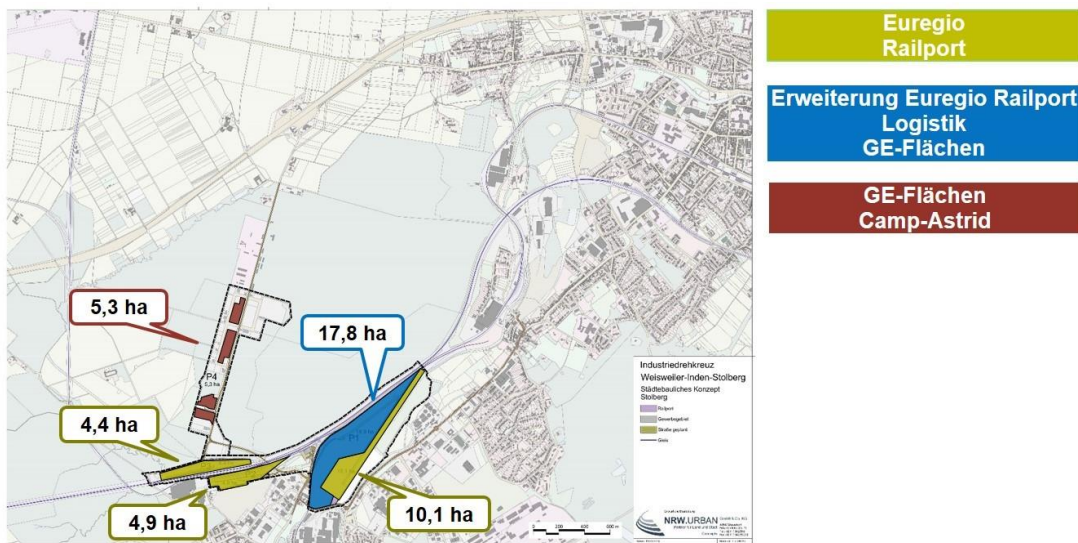 Euregio
Railport
Erweiterung Euregio Railport
Logistik
GE-Flächen
GE-Flächen
Camp-Astrid
5,3 ha
17,8 ha
P4
P1
4,4 ha
4,9 ha
10,1 ha
Industriedrehkreuz
Weisweiler-Inden-Stolberg
Städtebauliches Konzept
Stolberg
Railport
Gewerbegebiet
Straße geplant
Gleis
NRW.URBAN